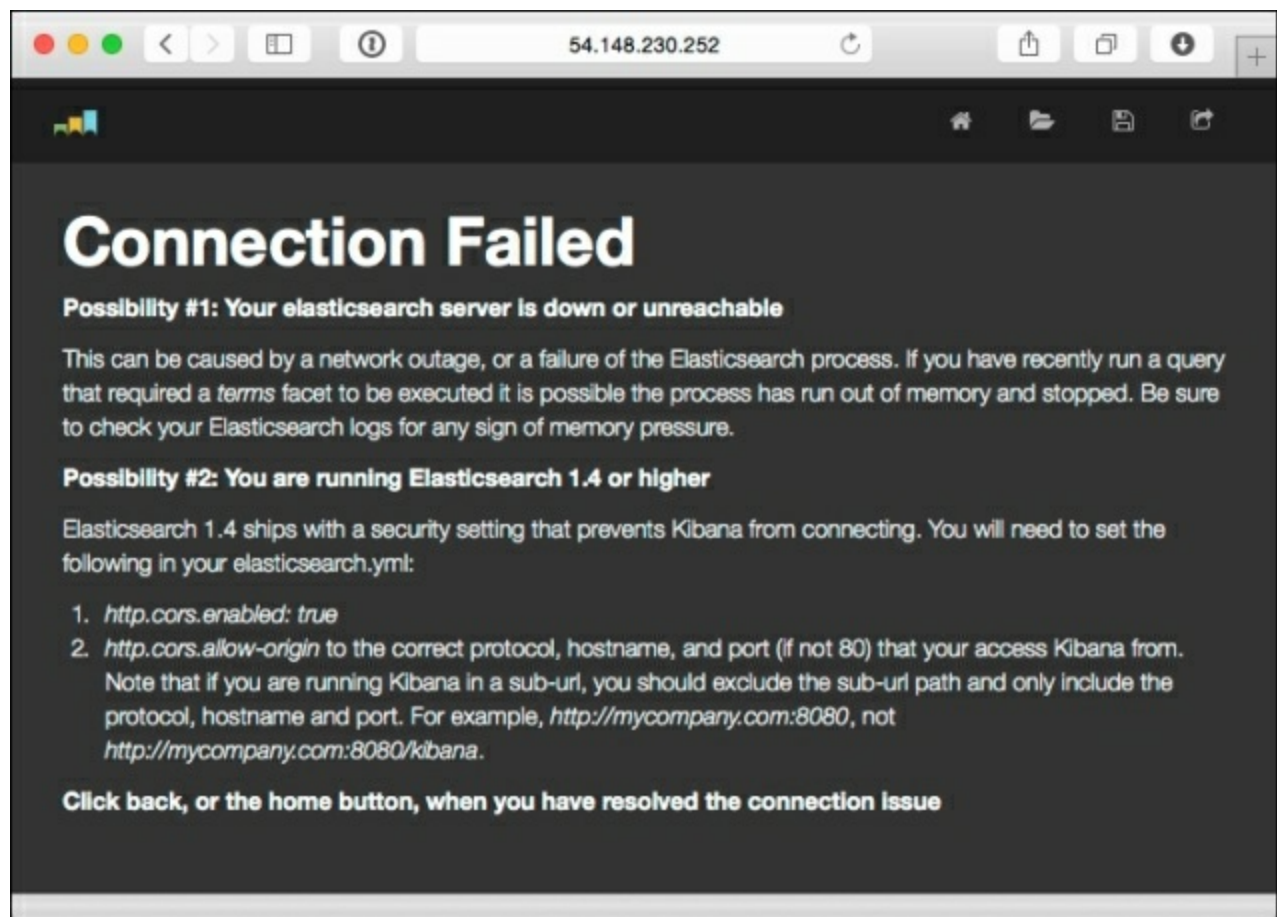 54.148.230.252
Connection Failed
Possibility #1: Your elasticsearch server is down or unreachable
This can be caused by a network outage, or a failure of the Elasticsearch process. If you have recently run a query
that required a terms facet to be executed it is possible the process has run out of memory and stopped. Be sure
to check your Elasticsearch logs for any sign of memory pressure.
Possibility #2: You are running Elasticsearch 1.4 or higher
Elasticsearch 1.4 ships with a security setting that prevents Kibana from connecting. You will need to set the
following in your elasticsearch.yml:
1. http.cors.enabled: true
2. http.cors.allow-origin to the correct protocol, hostname, and port (if not 80) that your access Kibana from.
Note that if you are running Kibana in a sub-url, you should exclude the sub-url path and only include the
protocol, hostname and port. For example, http://mycompany.com:8080, not
http://mycompany.com:8080/kibana.
Click back, or the home button, when you have resolved the connection issue